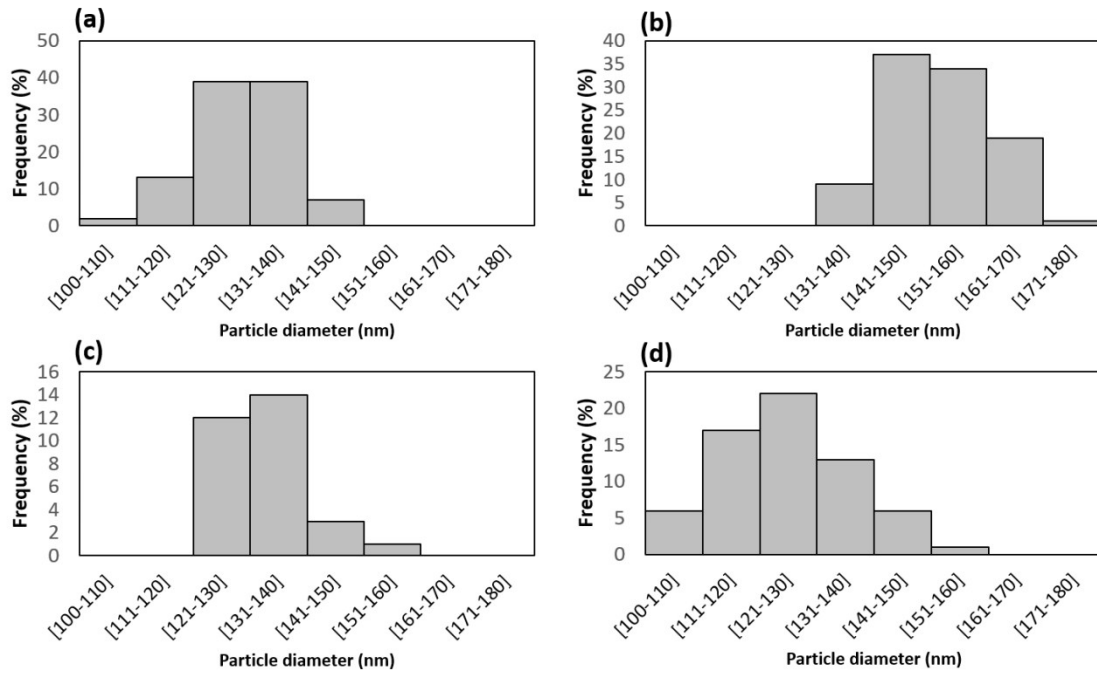 (a)
Frequency (%)
50
40
30
20
10
0
[100-110] [111-120] [121-130] [131-140] [141-150] [151-160] [161-170] [171-180]
Particle diameter (nm)
(b)
Frequency (%)
40
35
30
25
20
15
10
5
0
[100-110] [111-120] [121-130] [131-140] [141-150] [151-160] [161-170] [171-180]
Particle diameter (nm)
(c)
Frequency (%)
16
14
12
10
8
6
4
2
0
[100-110] [111-120] [121-130] [131-140] [141-150] [151-160] [161-170] [171-180]
Particle diameter (nm)
(d)
Frequency (%)
25
20
15
10
5
0
[100-110] [111-120] [121-130] [131-140] [141-150] [151-160] [161-170] [171-180]
Particle diameter (nm)